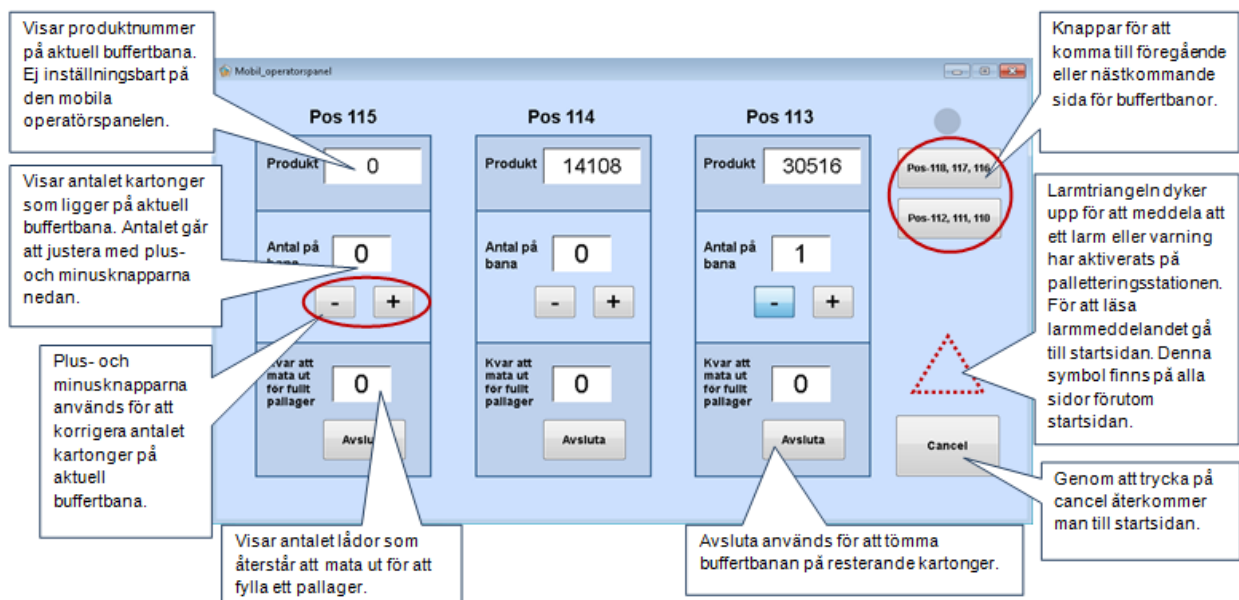 Visar produktnummer
på aktuell buffertbana.
Ej inställningsbart på
den mobila
operatörspanelen.
Knappar för att
komma till föregående
eller nästkommande
sida för buffertbanor.
Mobil_operatorspanel
Pos 115
Pos 114
Pos 113
Produkt
0
Produkt
14108
Produkt
30516
Pos-118, 117, 116
Pos-112, 111, 110
Visar antalet kartonger
som ligger på aktuell
buffertbana. Antalet går
att justera med plus-
och minusknapparna
nedan.
Larmtriangeln dyker
upp för att meddela att
ett larm eller varning
har aktiverats på
palletteringsstationen.
För att läsa
larmmeddelandet gå
till startsidan. Denna
symbol finns på alla
sidor förutom
startsidan.
Antal på
bana
0
- +
Antal på
bana
0
- +
Antal på
bana
1
- +
Plus- och
minusknapparna
används för att
korrigera antalet
kartonger på
aktuell
buffertbana.
Kvar att
mata ut
för fullt
pallager
0
Avslu
Kvar att
mata ut
för fullt
pallager
0
Avsluta
Kvar att
mata ut
för fullt
pallager
0
Avsluta
Cancel
Genom att trycka på
cancel återkommer
man till startsidan.
Visar antalet lådor som
återstår att mata ut för att
fylla ett pallager.
Avsluta används för att tömma
buffertbanan på resterande kartonger.